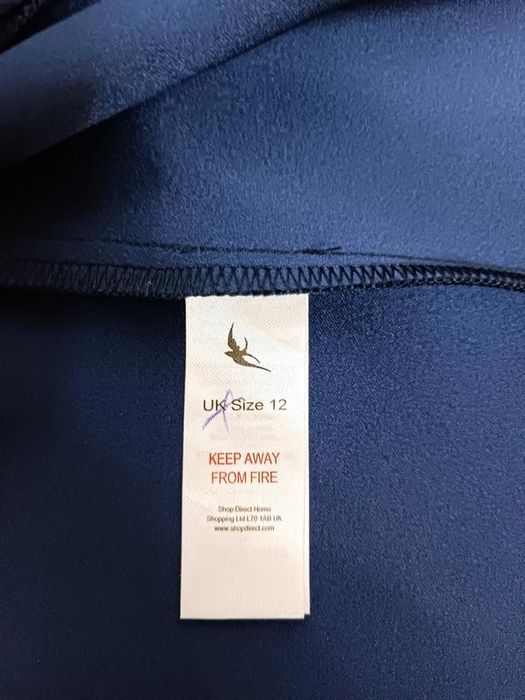 UK Size 12
KEEP AWAY
FROM FIRE
Shop Direct Home
Shopping Ltd L70 1AB UK
www.shopdirect.com